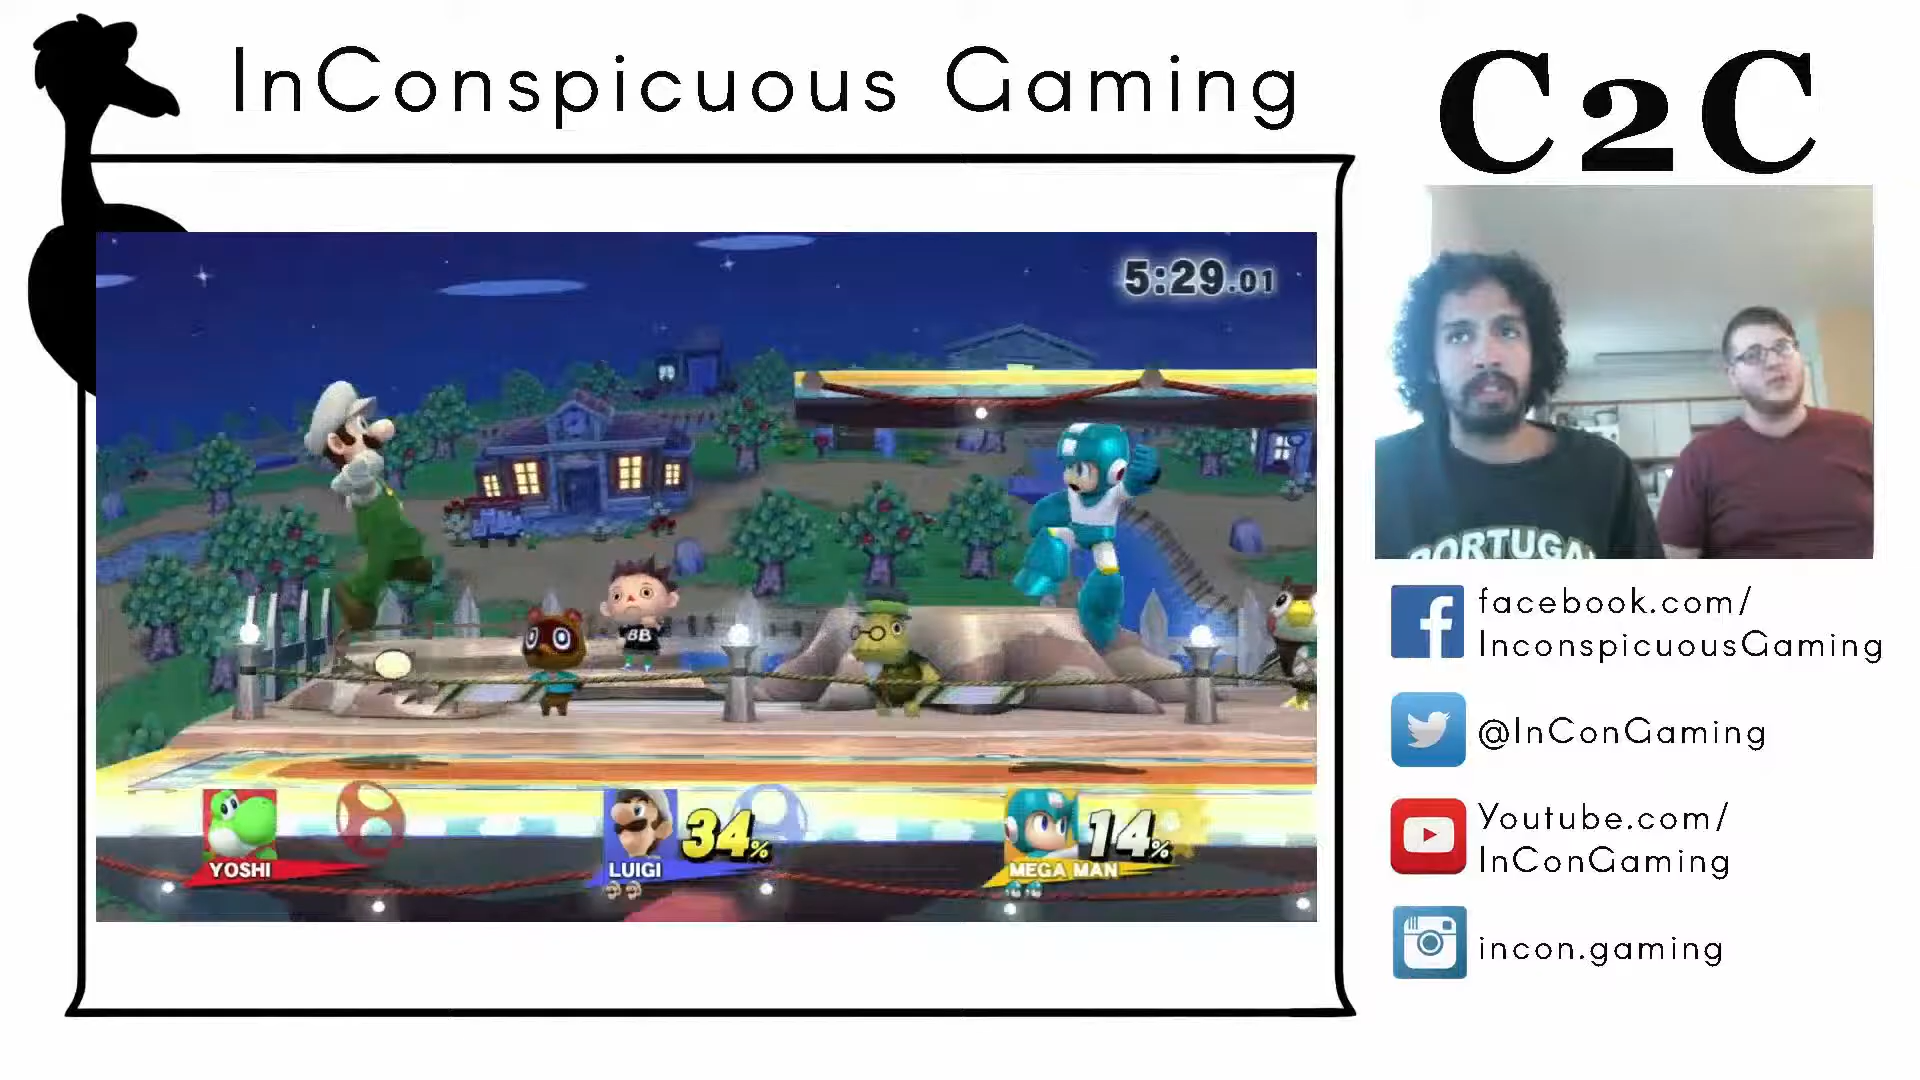 InConspicuous Gaming
C2C
5:29.01
BB
PORTUGA
YOSHI
LUIGI
34%
MEGA MAN
14%
facebook.com/
InconspicuousGaming
@InConGaming
Youtube.com/
InConGaming
incon.gaming